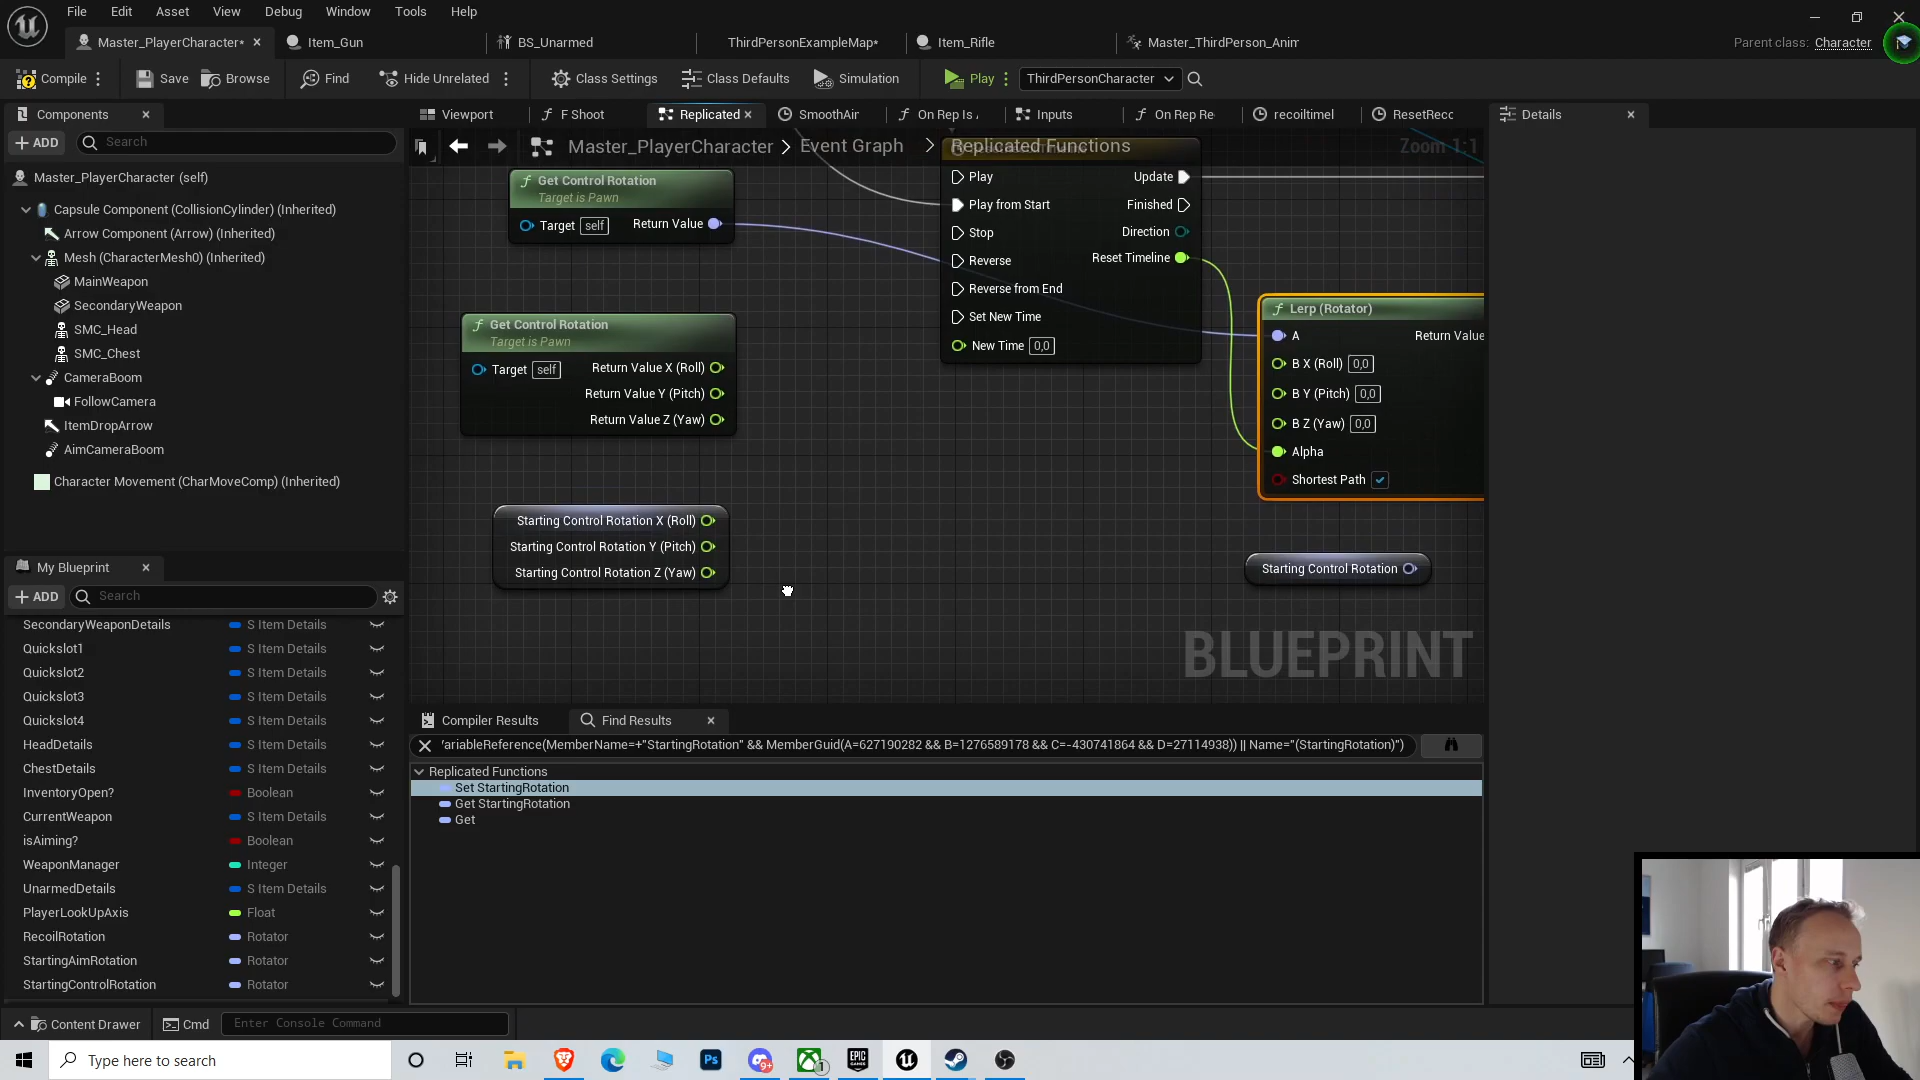 File Edit Asset View Debug Window Tools Help
Master_PlayerCharacter* Item_Gun BS_Unarmed ThirdPersonExampleMap* Item_Rifle Master_ThirdPerson_Anim
Parent class: Character
Compile Save Browse Find Hide Unrelated Class Settings Class Defaults Simulation Play ThirdPersonCharacter
Components Viewport F Shoot Replicated SmoothAir On Rep Is Inputs On Rep Re recoiltimel ResetRecc Details
+ ADD Search
Master_PlayerCharacter > Event Graph > Replicated Functions
Zoom 1:1
Master_PlayerCharacter (self)
Capsule Component (CollisionCylinder) (Inherited)
Arrow Component (Arrow) (Inherited)
Mesh (CharacterMesh0) (Inherited)
MainWeapon
SecondaryWeapon
SMC_Head
SMC_Chest
CameraBoom
FollowCamera
ItemDropArrow
AimCameraBoom
Character Movement (CharMoveComp) (Inherited)
Get Control Rotation
Target is Pawn
Target self Return Value
Get Control Rotation
Target is Pawn
Target self Return Value X (Roll)
Return Value Y (Pitch)
Return Value Z (Yaw)
Starting Control Rotation X (Roll)
Starting Control Rotation Y (Pitch)
Starting Control Rotation Z (Yaw)
Play Update
Play from Start Finished
Stop Direction
Reverse Reset Timeline
Reverse from End
Set New Time
New Time 0,0
Lerp (Rotator)
A Return Value
B X (Roll) 0,0
B Y (Pitch) 0,0
B Z (Yaw) 0,0
Alpha
Shortest Path
Starting Control Rotation
BLUEPRINT
My Blueprint
+ ADD Search
SecondaryWeaponDetails S Item Details
Quickslot1 S Item Details
Quickslot2 S Item Details
Quickslot3 S Item Details
Quickslot4 S Item Details
HeadDetails S Item Details
ChestDetails S Item Details
InventoryOpen? Boolean
CurrentWeapon S Item Details
isAiming? Boolean
WeaponManager Integer
UnarmedDetails S Item Details
PlayerLookUpAxis Float
RecoilRotation Rotator
StartingAimRotation Rotator
StartingControlRotation Rotator
Compiler Results Find Results
'ariableReference(MemberName=+"StartingRotation" && MemberGuid(A=627190282 && B=1276589178 && C=-430741864 && D=27114938)) || Name="(StartingRotation)")
Replicated Functions
Set StartingRotation
Get StartingRotation
Get
Content Drawer Cmd Enter Console Command
Type here to search
Ps 9+ 1 EPIC GAMES